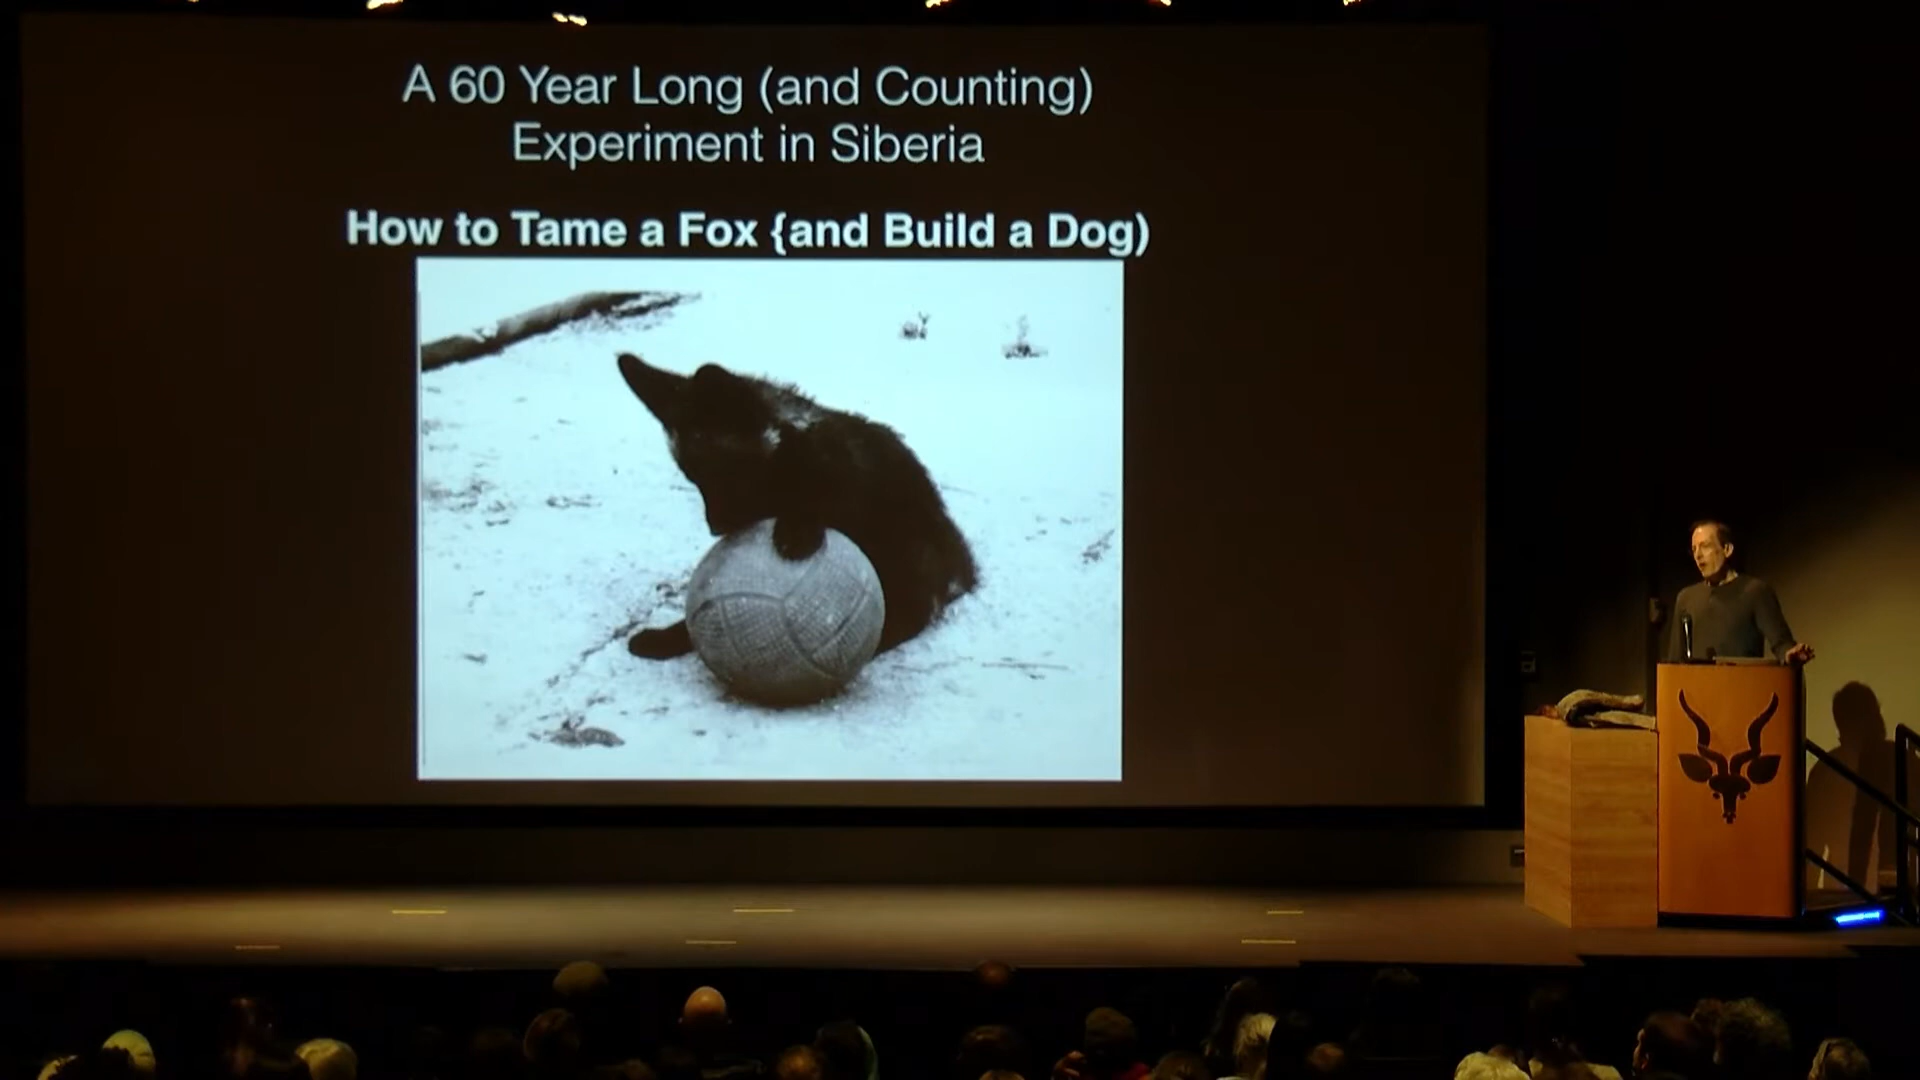 A 60 Year Long (and Counting)
Experiment in Siberia
How to Tame a Fox {and Build a Dog)